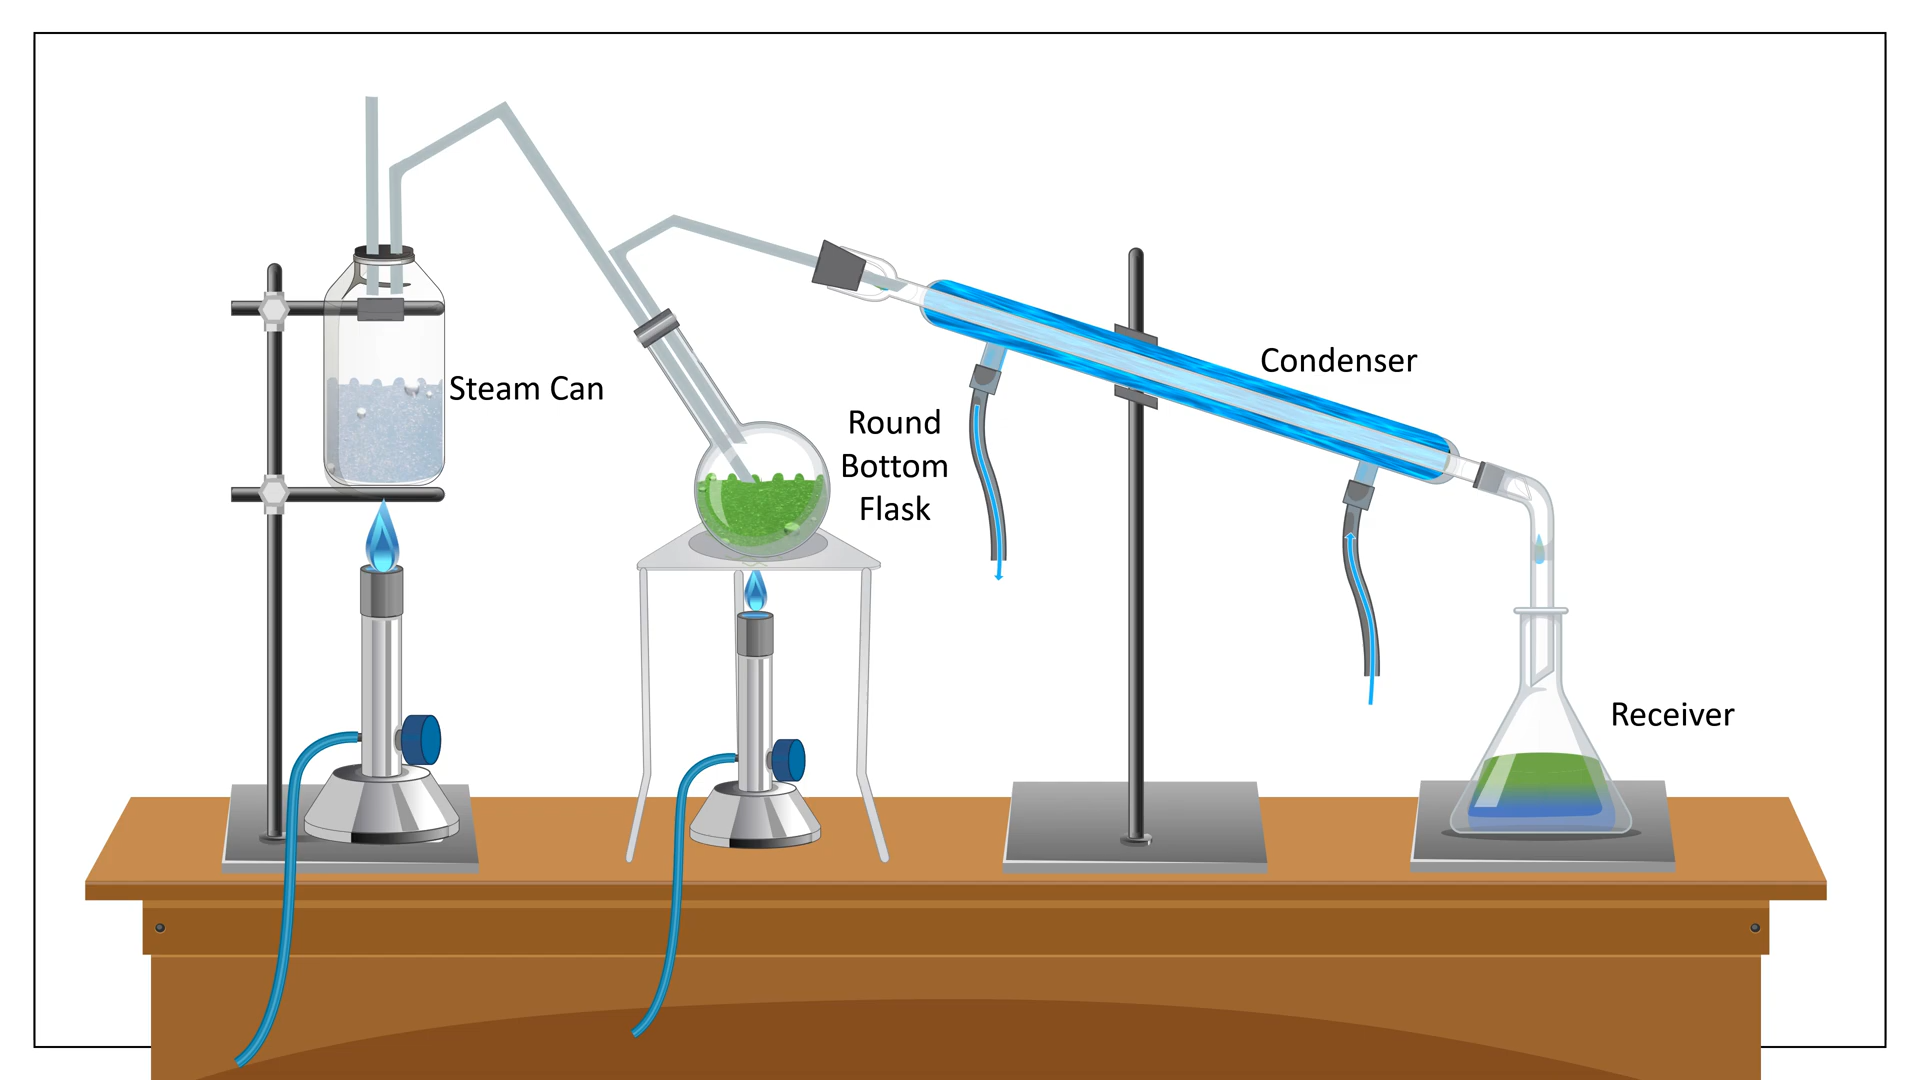 Steam Can
Round
Bottom
Flask
Condenser
Receiver